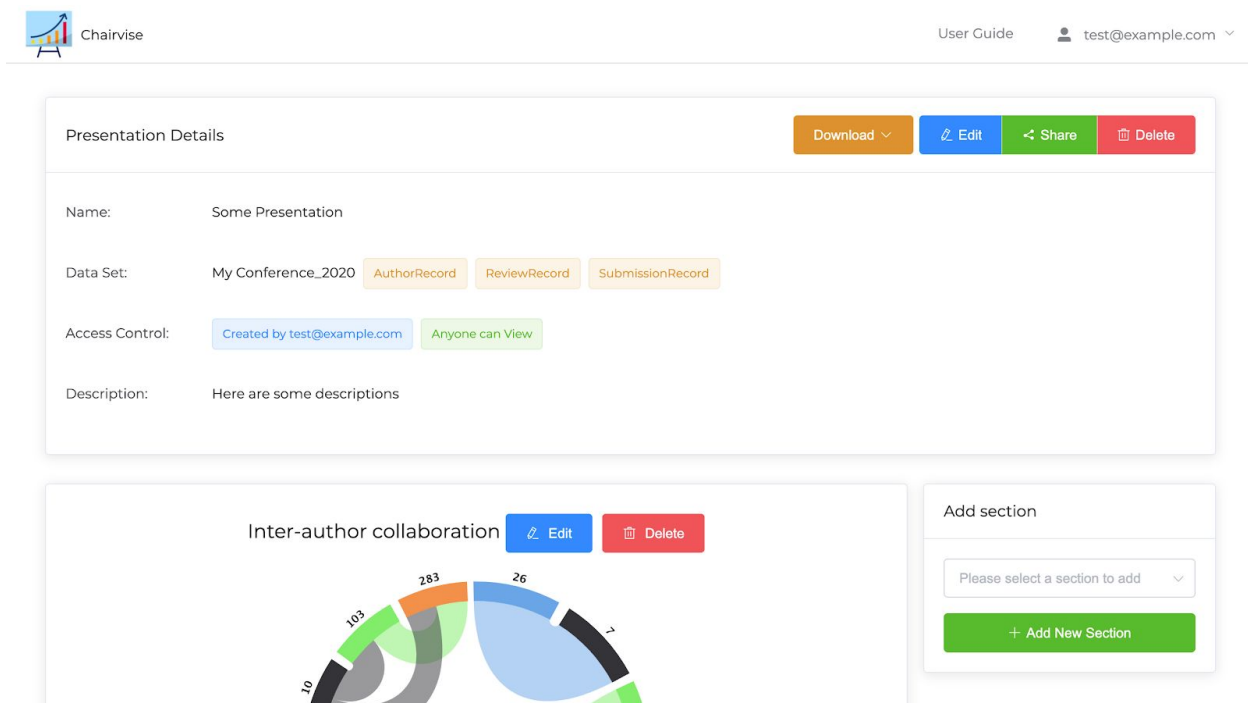 Chairvise
User Guide test@example.com
Presentation Details
Download Edit Share Delete
Name: Some Presentation
Data Set: My Conference_2020 AuthorRecord ReviewRecord SubmissionRecord
Access Control: Created by test@example.com Anyone can View
Description: Here are some descriptions
Inter-author collaboration Edit Delete
283
26
103
7
10
Add section
Please select a section to add
+ Add New Section